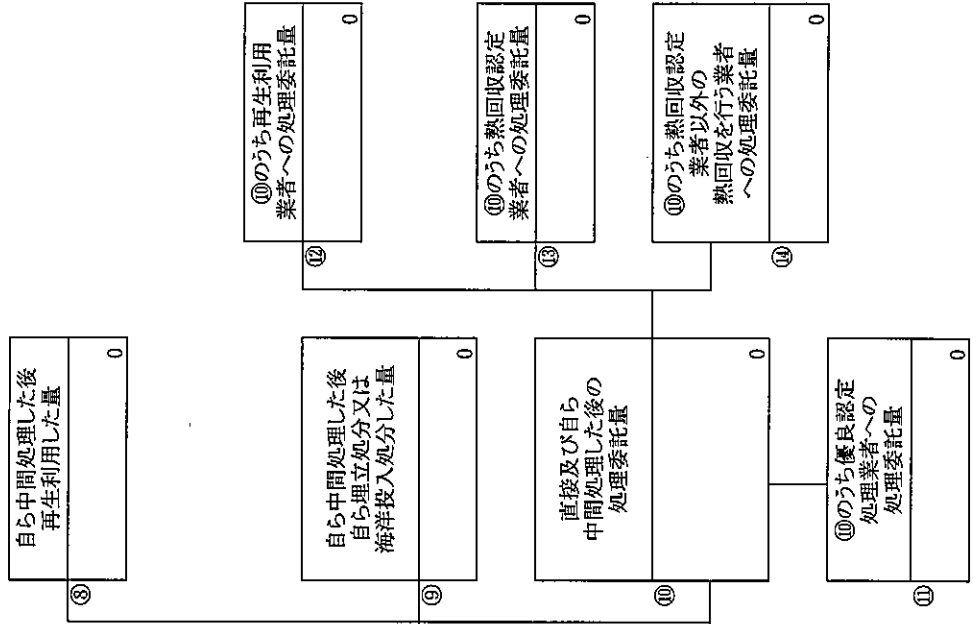 ⑧
自ら中間処理した後
再生利用した量
0
⑨
自ら中間処理した後
自ら埋立処分又は
海洋投入処分した量
0
⑩
直接及び自ら
中間処理した後の
処理委託量
0
⑪
⑩のうち優良認定
処理業者への
処理委託量
0
⑫
⑩のうち再生利用
業者への処理委託量
0
⑬
⑩のうち熱回収認定
業者への処理委託量
0
⑭
⑩のうち熱回収認定
業者以外の
熱回収を行う業者
への処理委託量
0